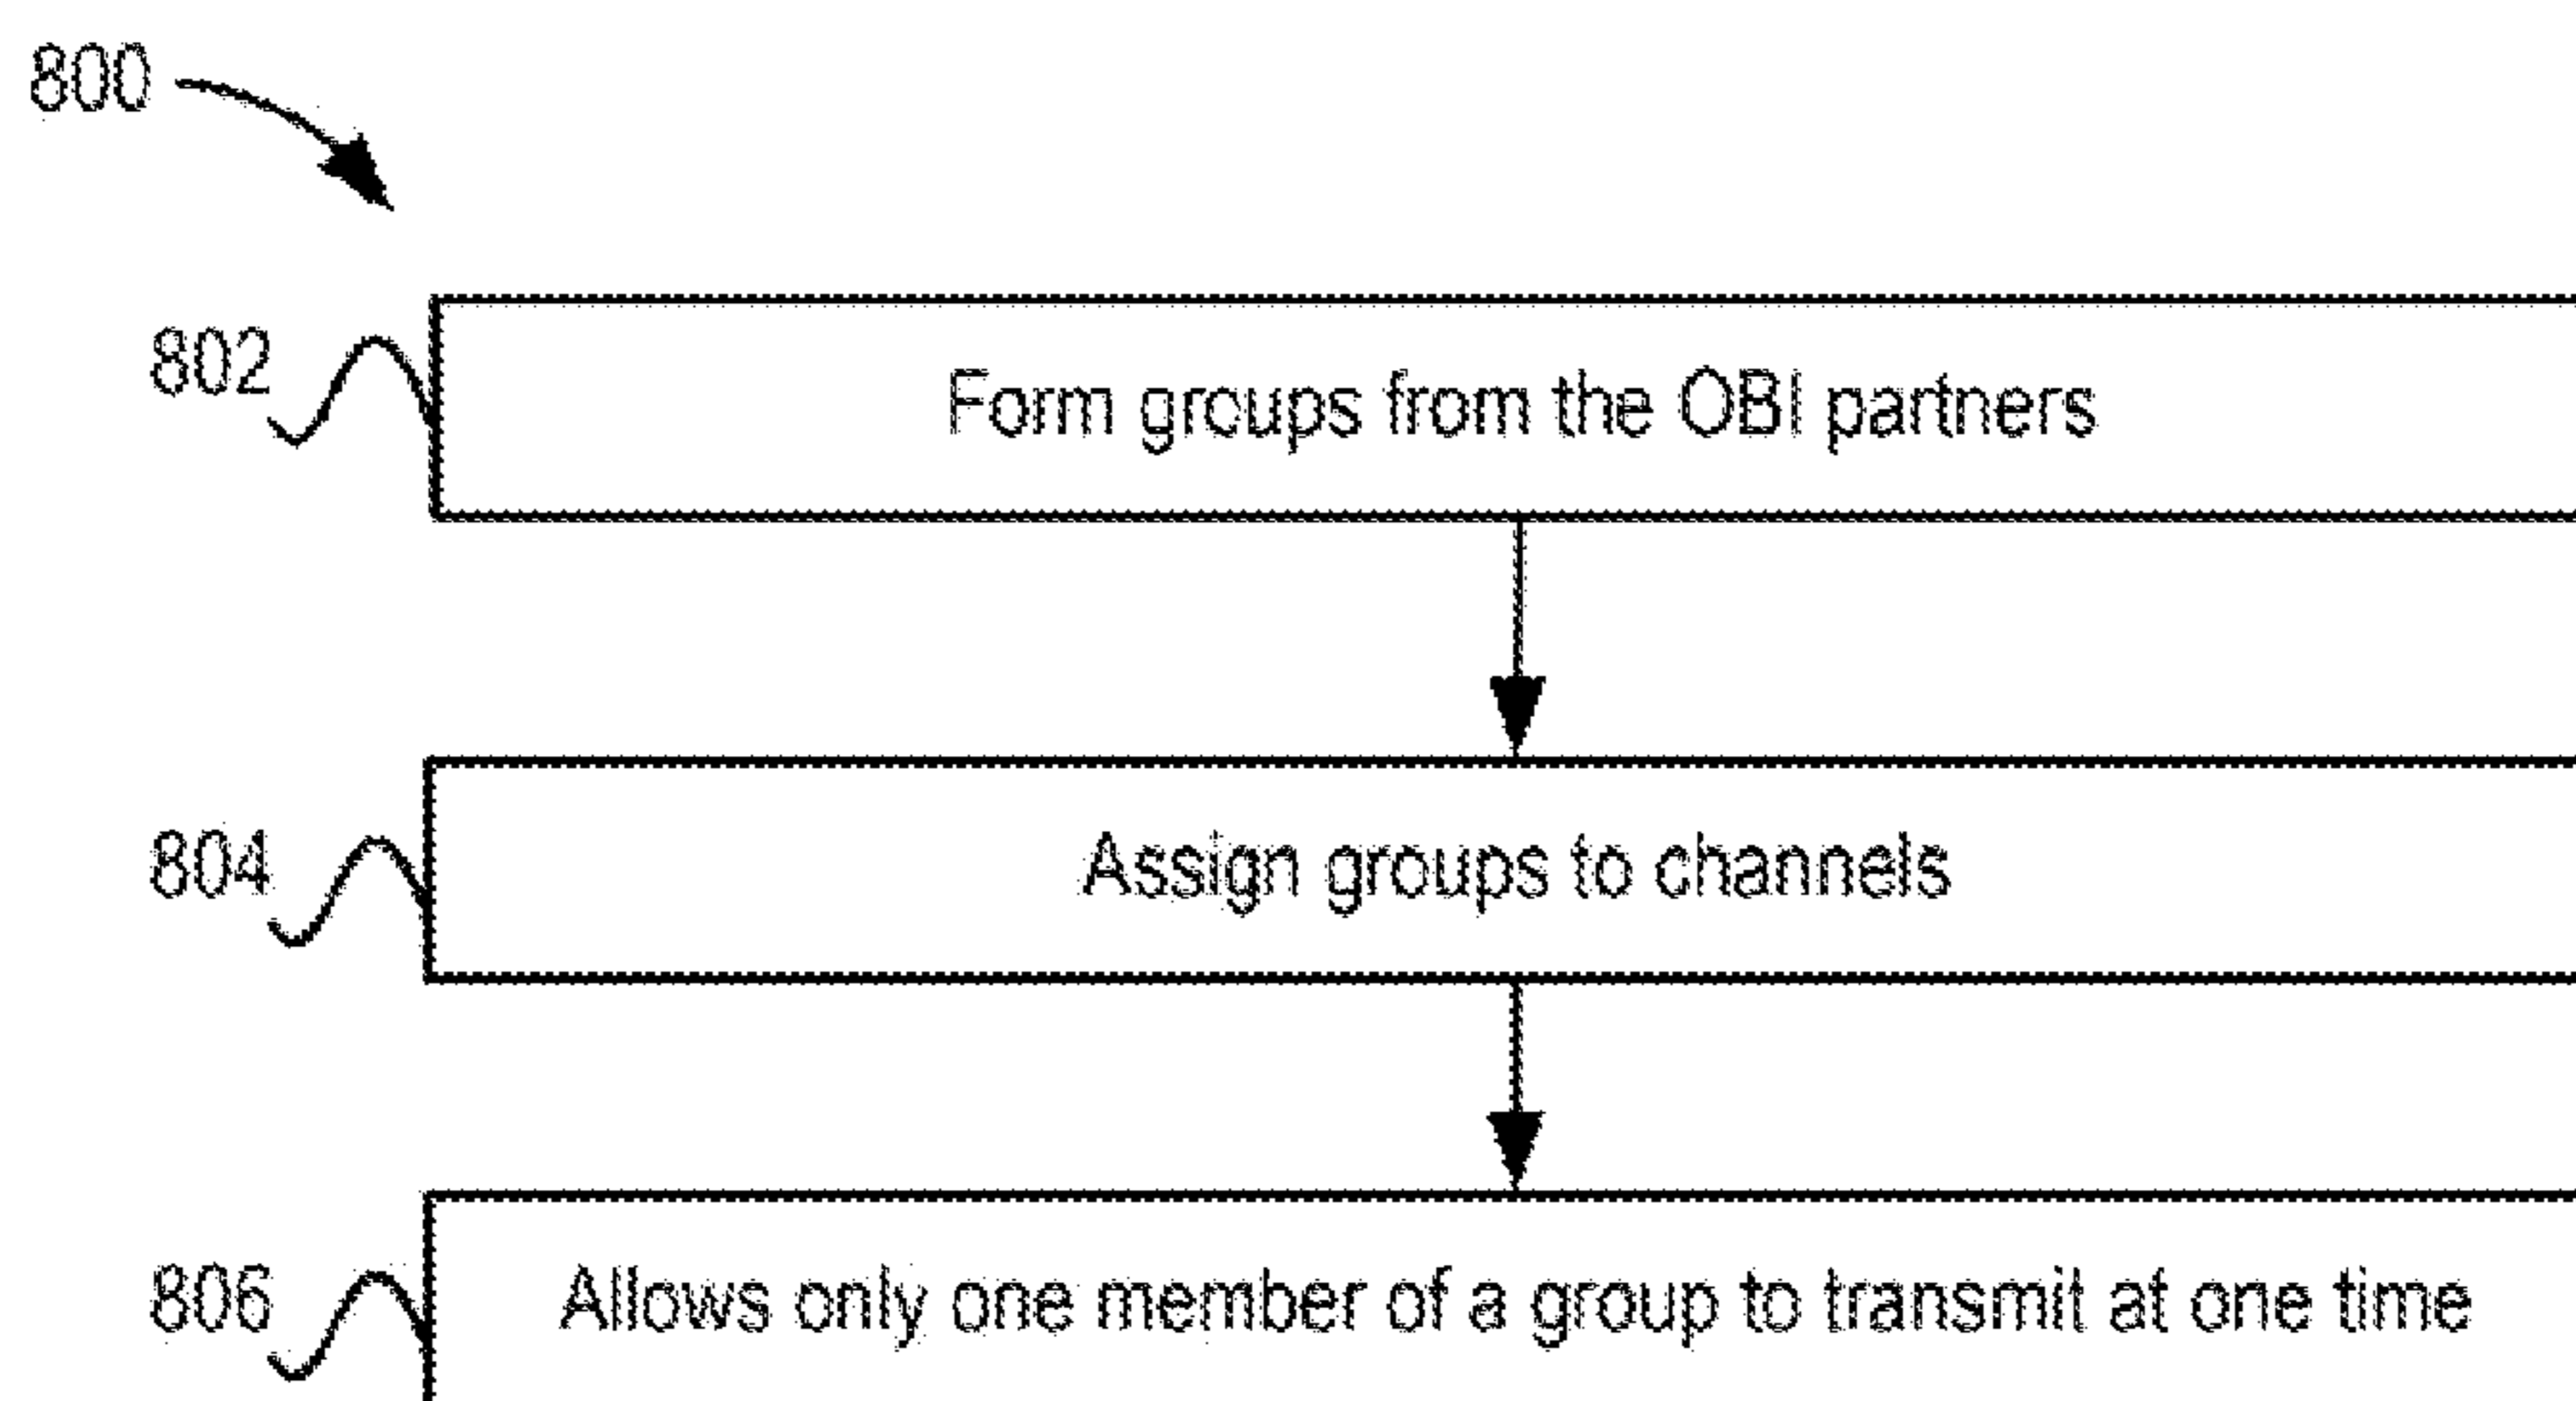 800
802
Form groups from the OBI partners
804
Assign groups to channels
806
Allows only one member of a group to transmit at one time